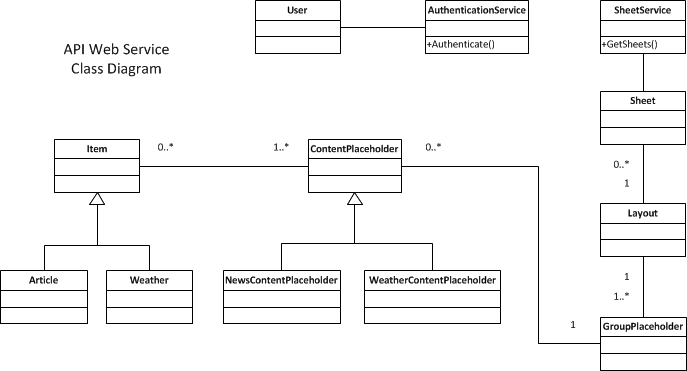 User
AuthenticationService
SheetService
API Web Service
Class Diagram
+Authenticate()
+GetSheets()
Sheet
Item
0..*
1..*
ContentPlaceholder
0..*
0..*
1
Layout
Article
Weather
NewsContentPlaceholder
WeatherContentPlaceholder
1
1..*
1
GroupPlaceholder